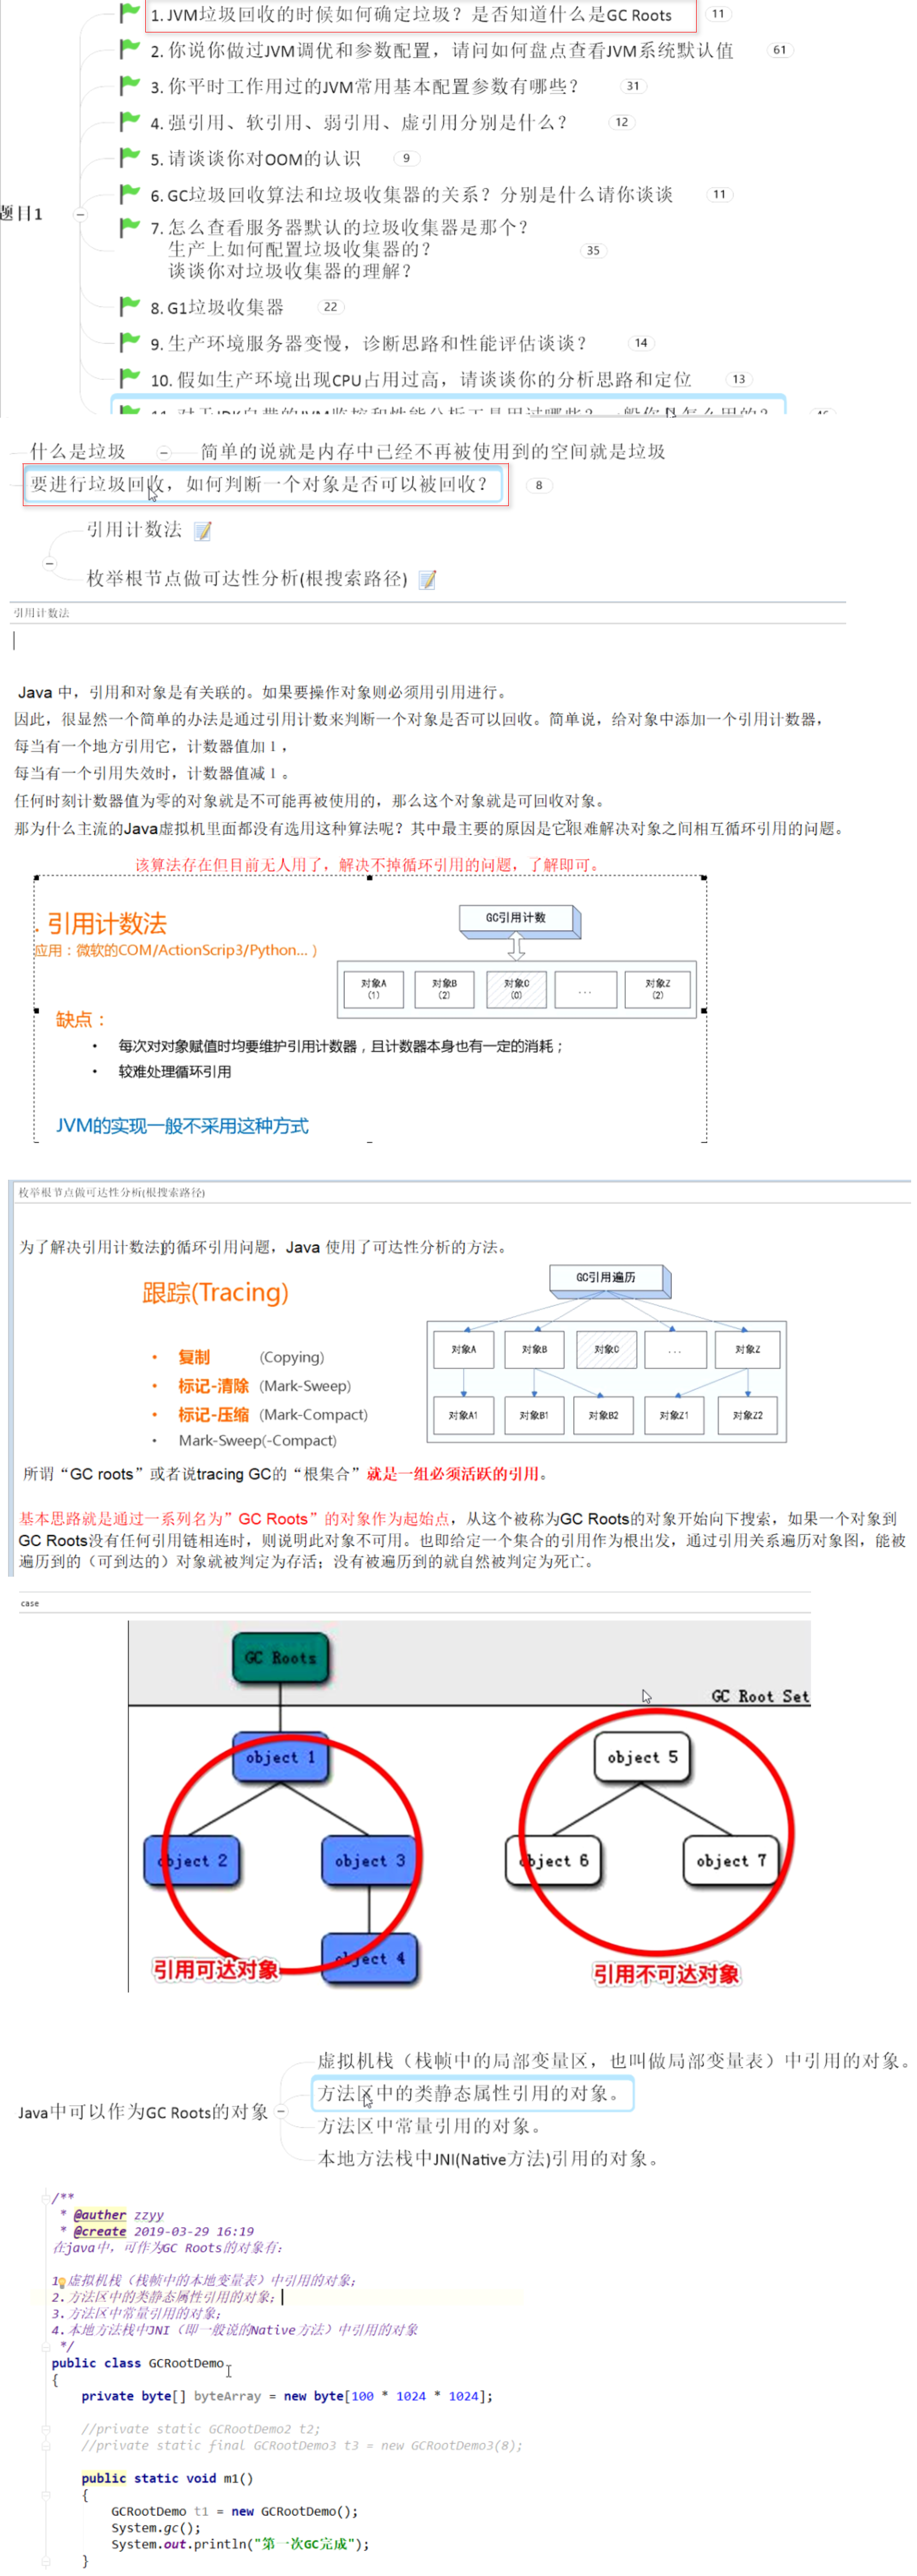 1. JVM垃圾回收的时候如何确定垃圾？是否知道什么是GC Roots 11
2. 你说你做过JVM调优和参数配置，请问如何盘点查看JVM系统默认值 61
3. 你平时工作用过的JVM常用基本配置参数有哪些？ 31
4. 强引用、软引用、弱引用、虚引用分别是什么？ 12
5. 请谈谈你对OOM的认识 9
6. GC垃圾回收算法和垃圾收集器的关系？分别是什么请你谈谈 11
题目1
7. 怎么查看服务器默认的垃圾收集器是那个？
生产上如何配置垃圾收集器的？ 35
谈谈你对垃圾收集器的理解？
8. G1垃圾收集器 22
9. 生产环境服务器变慢，诊断思路和性能评估谈谈？ 14
10. 假如生产环境出现CPU占用过高，请谈谈你的分析思路和定位 13
什么是垃圾 简单的说就是内存中已经不再被使用到的空间就是垃圾
要进行垃圾回收，如何判断一个对象是否可以被回收？ 8
引用计数法
枚举根节点做可达性分析(根搜索路径)
引用计数法
Java 中，引用和对象是有关联的。如果要操作对象则必须用引用进行。
因此，很显然一个简单的办法是通过引用计数来判断一个对象是否可以回收。简单说，给对象中添加一个引用计数器，
每当有一个地方引用它，计数器值加 1，
每当有一个引用失效时，计数器值减 1。
任何时刻计数器值为零的对象就是不可能再被使用的，那么这个对象就是可回收对象。
那为什么主流的Java虚拟机里面都没有选用这种算法呢？其中最主要的原因是它很难解决对象之间相互循环引用的问题。
该算法存在但目前无人用了，解决不掉循环引用的问题，了解即可。
. 引用计数法
应用：微软的COM/ActionScrip3/Python...）
GC引用计数
对象A 对象B 对象C ... 对象Z
(1) (2) (0) (2)
缺点：
• 每次对对象赋值时均要维护引用计数器，且计数器本身也有一定的消耗；
• 较难处理循环引用
JVM的实现一般不采用这种方式
枚举根节点做可达性分析(根搜索路径)
为了解决引用计数法的循环引用问题，Java 使用了可达性分析的方法。
跟踪(Tracing)
GC引用遍历
对象A 对象B 对象C ... 对象Z
对象A1 对象B1 对象B2 对象Z1 对象Z2
• 复制 (Copying)
• 标记-清除 (Mark-Sweep)
• 标记-压缩 (Mark-Compact)
• Mark-Sweep(-Compact)
所谓“GC roots”或者说tracing GC的“根集合”就是一组必须活跃的引用。
基本思路就是通过一系列名为”GC Roots”的对象作为起始点，从这个被称为GC Roots的对象开始向下搜索，如果一个对象到
GC Roots没有任何引用链相连时，则说明此对象不可用。也即给定一个集合的引用作为根出发，通过引用关系遍历对象图，能被
遍历到的（可到达的）对象就被判定为存活；没有被遍历到的就自然被判定为死亡。
case
GC Roots
GC Root Set
object 1 object 5
object 2 object 3 object 6 object 7
object 4
引用可达对象 引用不可达对象
Java中可以作为GC Roots的对象
虚拟机栈（栈帧中的局部变量区，也叫做局部变量表）中引用的对象。
方法区中的类静态属性引用的对象。
方法区中常量引用的对象。
本地方法栈中JNI(Native方法)引用的对象。
/**
* @auther zzyy
* @create 2019-03-29 16:19
在java中，可作为GC Roots的对象有：
1.虚拟机栈（栈帧中的本地变量表）中引用的对象；
2.方法区中的类静态属性引用的对象；
3.方法区中常量引用的对象；
4.本地方法栈中JNI（即一般说的Native方法）中引用的对象
*/
public class GCRootDemo
{
private byte[] byteArray = new byte[100 * 1024 * 1024];
//private static GCRootDemo2 t2;
//private static final GCRootDemo3 t3 = new GCRootDemo3(8);
public static void m1()
{
GCRootDemo t1 = new GCRootDemo();
System.gc();
System.out.println("第一次GC完成");
}